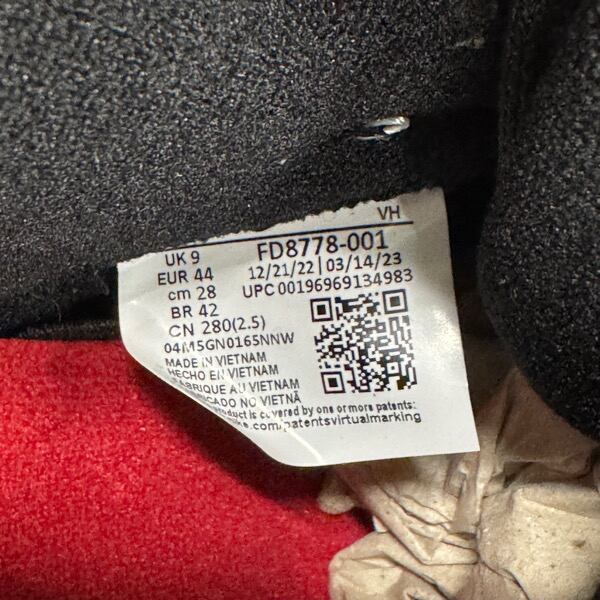 VH
UK 9 FD8778-001
EUR 44 12/21/22 | 03/14/23
cm 28 UPC 00196969134983
BR 42
CN 280(2.5)
04M5GN0165NNW
MADE IN VIETNAM
HECHO EN VIETNAM
FABRIQUE AU VIETNAM
NO VIETNÃ
product is covered by one or more patents:
.com/patentsvirtualmarking